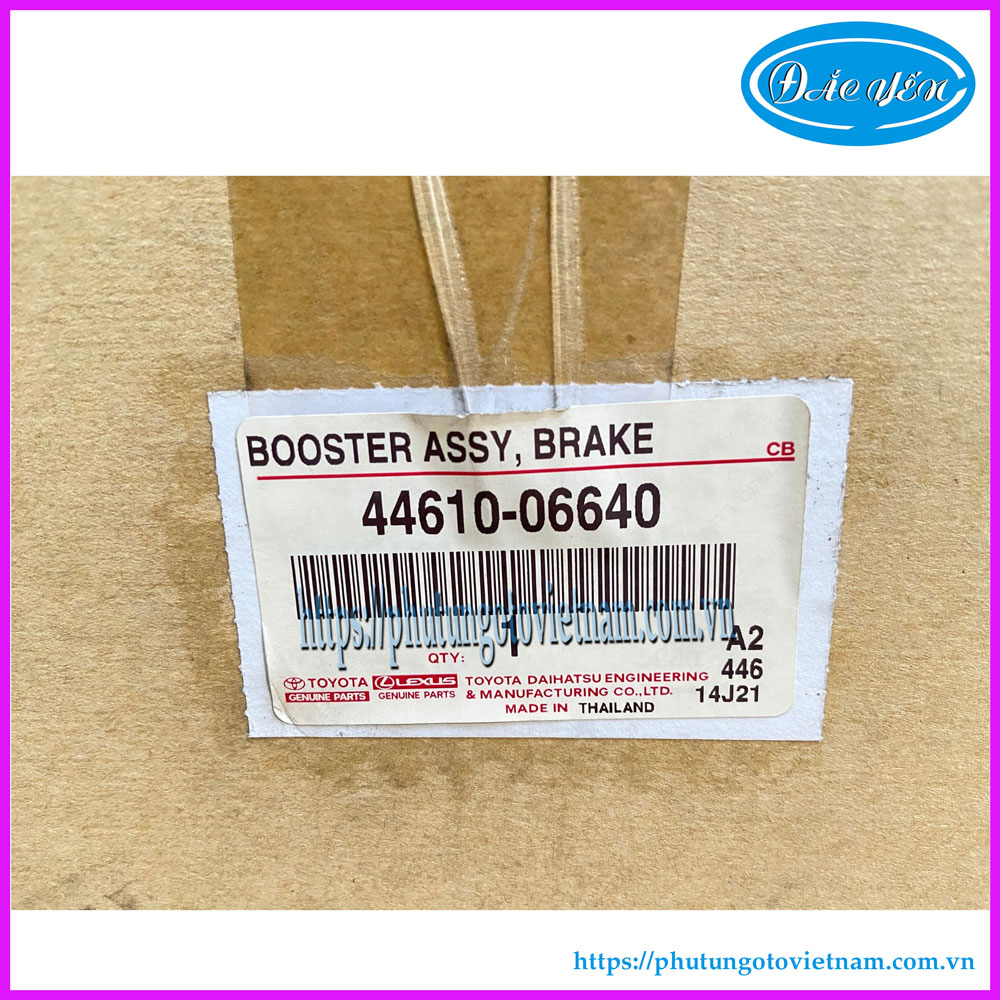 ĐẮC YẾN
BOOSTER ASSY, BRAKE
CB
44610-06640
https://phutungotovietnam.com.vn
QTY: 1
A2
TOYOTA
GENUINE PARTS
LEXUS
GENUINE PARTS
TOYOTA DAIHATSU ENGINEERING
& MANUFACTURING CO.,LTD.
MADE IN THAILAND
446
14J21
https://phutungotovietnam.com.vn